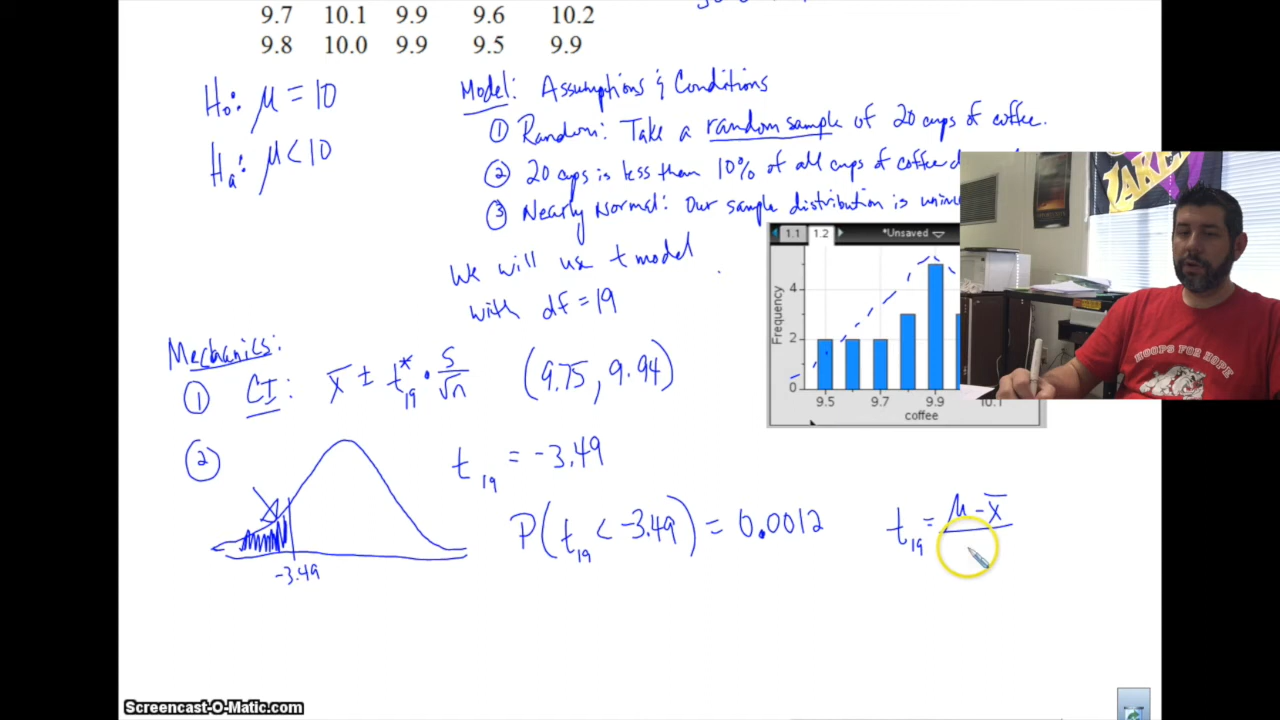 9.7 10.1 9.9 9.6 10.2
9.8 10.0 9.9 9.5 9.9
H₀: μ = 10
Hₐ: μ < 10
Model: Assumptions & Conditions
① Random: Take a random sample of 20 cups of coffee.
② 20 cups is less than 10% of all cups of coffee
③ Nearly Normal: Our sample distribution is
We will use t model
with df = 19
1.1 1.2 *Unsaved
Frequency
4
2
0
9.5 9.7 9.9 10.1
coffee
HOOPS FOR HOPE
Mechanics:
① CI: x̄ ± t*₁₉ · s/√n (9.75, 9.94)
② t₁₉ = -3.49
-3.49
P(t₁₉ < -3.49) = 0.0012
t₁₉ = μ - x̄
Screencast-O-Matic.com